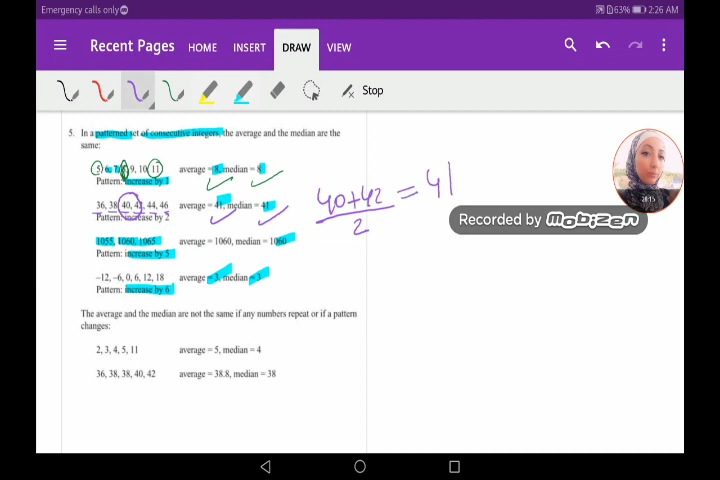 Emergency calls only
63% 2:26 AM
Recent Pages HOME INSERT DRAW VIEW
Stop
5. In a patterned set of consecutive integers, the average and the median are the
same:
5, 6, 7, 8, 9, 10, 11 average = 8, median = 8
Pattern: increase by 1
36, 38, 40, 42, 44, 46 average = 41, median = 41
Pattern: increase by 2
1055, 1060, 1065 average = 1060, median = 1060
Pattern: increase by 5
−12, −6, 0, 6, 12, 18 average = 3, median = 3
Pattern: increase by 6
40+42
2
= 41
Recorded by mobizen
26:15
The average and the median are not the same if any numbers repeat or if a pattern
changes:
2, 3, 4, 5, 11 average = 5, median = 4
36, 38, 38, 40, 42 average = 38.8, median = 38